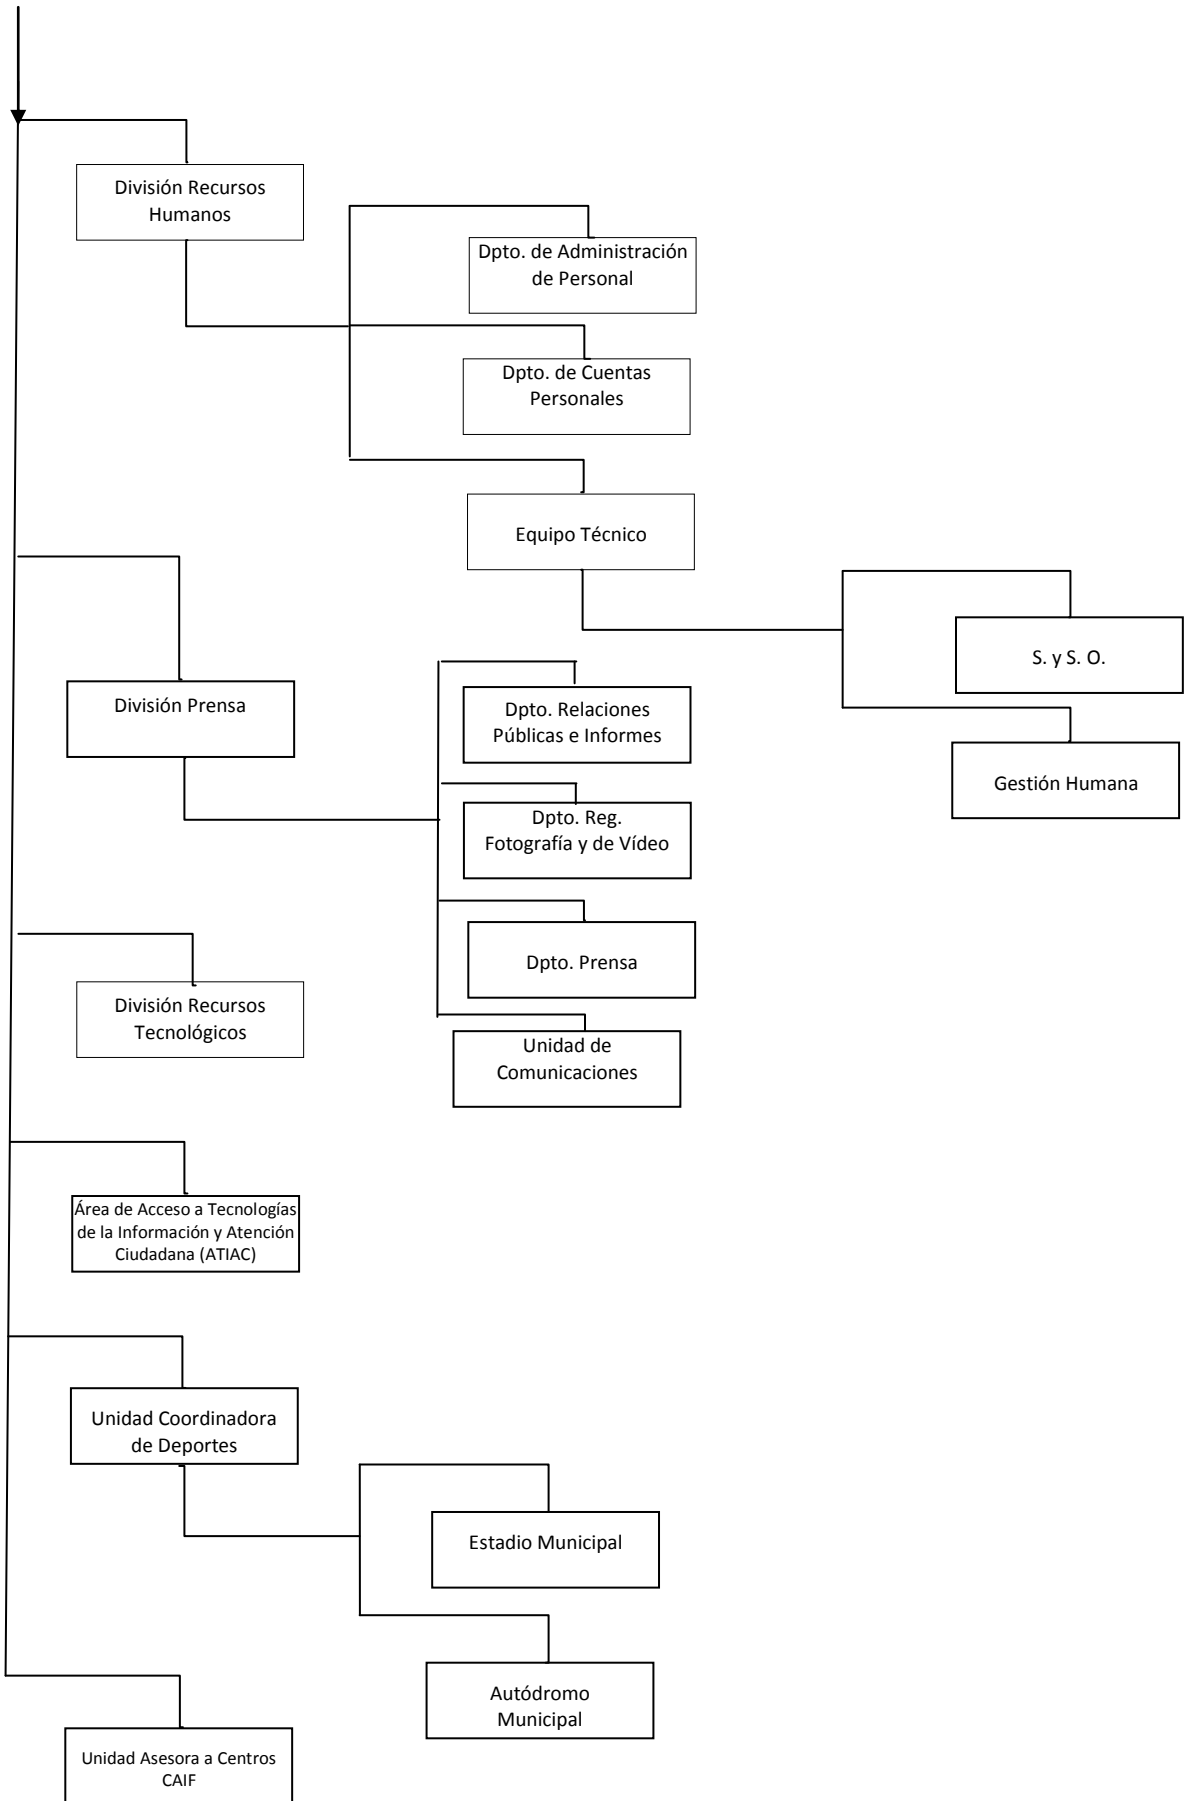 División Recursos
Humanos
Dpto. de Administración
de Personal
Dpto. de Cuentas
Personales
Equipo Técnico
S. y S. O.
Gestión Humana
División Prensa
Dpto. Relaciones
Públicas e Informes
Dpto. Reg.
Fotografía y de Vídeo
Dpto. Prensa
Unidad de
Comunicaciones
División Recursos
Tecnológicos
Área de Acceso a Tecnologías
de la Información y Atención
Ciudadana (ATIAC)
Unidad Coordinadora
de Deportes
Estadio Municipal
Autódromo
Municipal
Unidad Asesora a Centros
CAIF